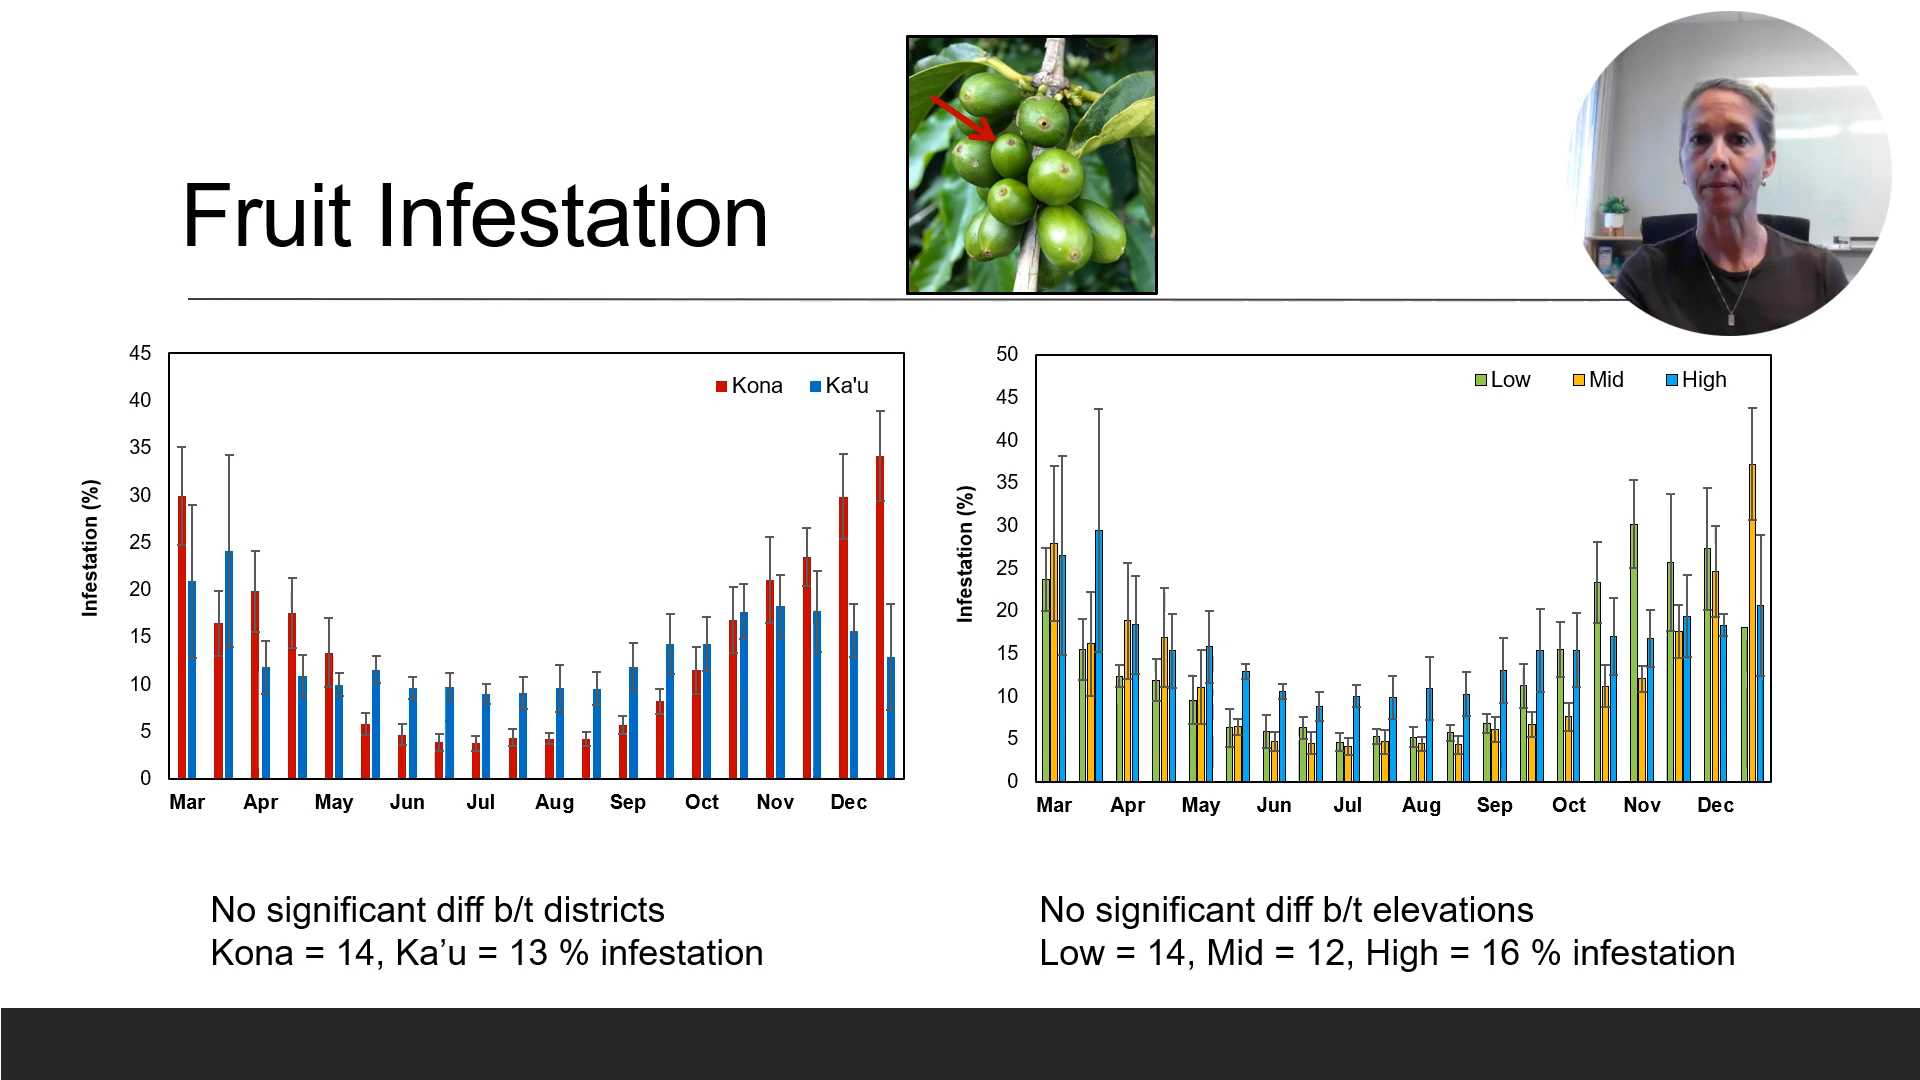 Fruit Infestation
45
40
35
30
25
20
15
10
5
0
Infestation (%)
Kona Ka'u
Mar Apr May Jun Jul Aug Sep Oct Nov Dec
50
45
40
35
30
25
20
15
10
5
0
Infestation (%)
Low Mid High
Mar Apr May Jun Jul Aug Sep Oct Nov Dec
No significant diff b/t districts
Kona = 14, Ka’u = 13 % infestation
No significant diff b/t elevations
Low = 14, Mid = 12, High = 16 % infestation